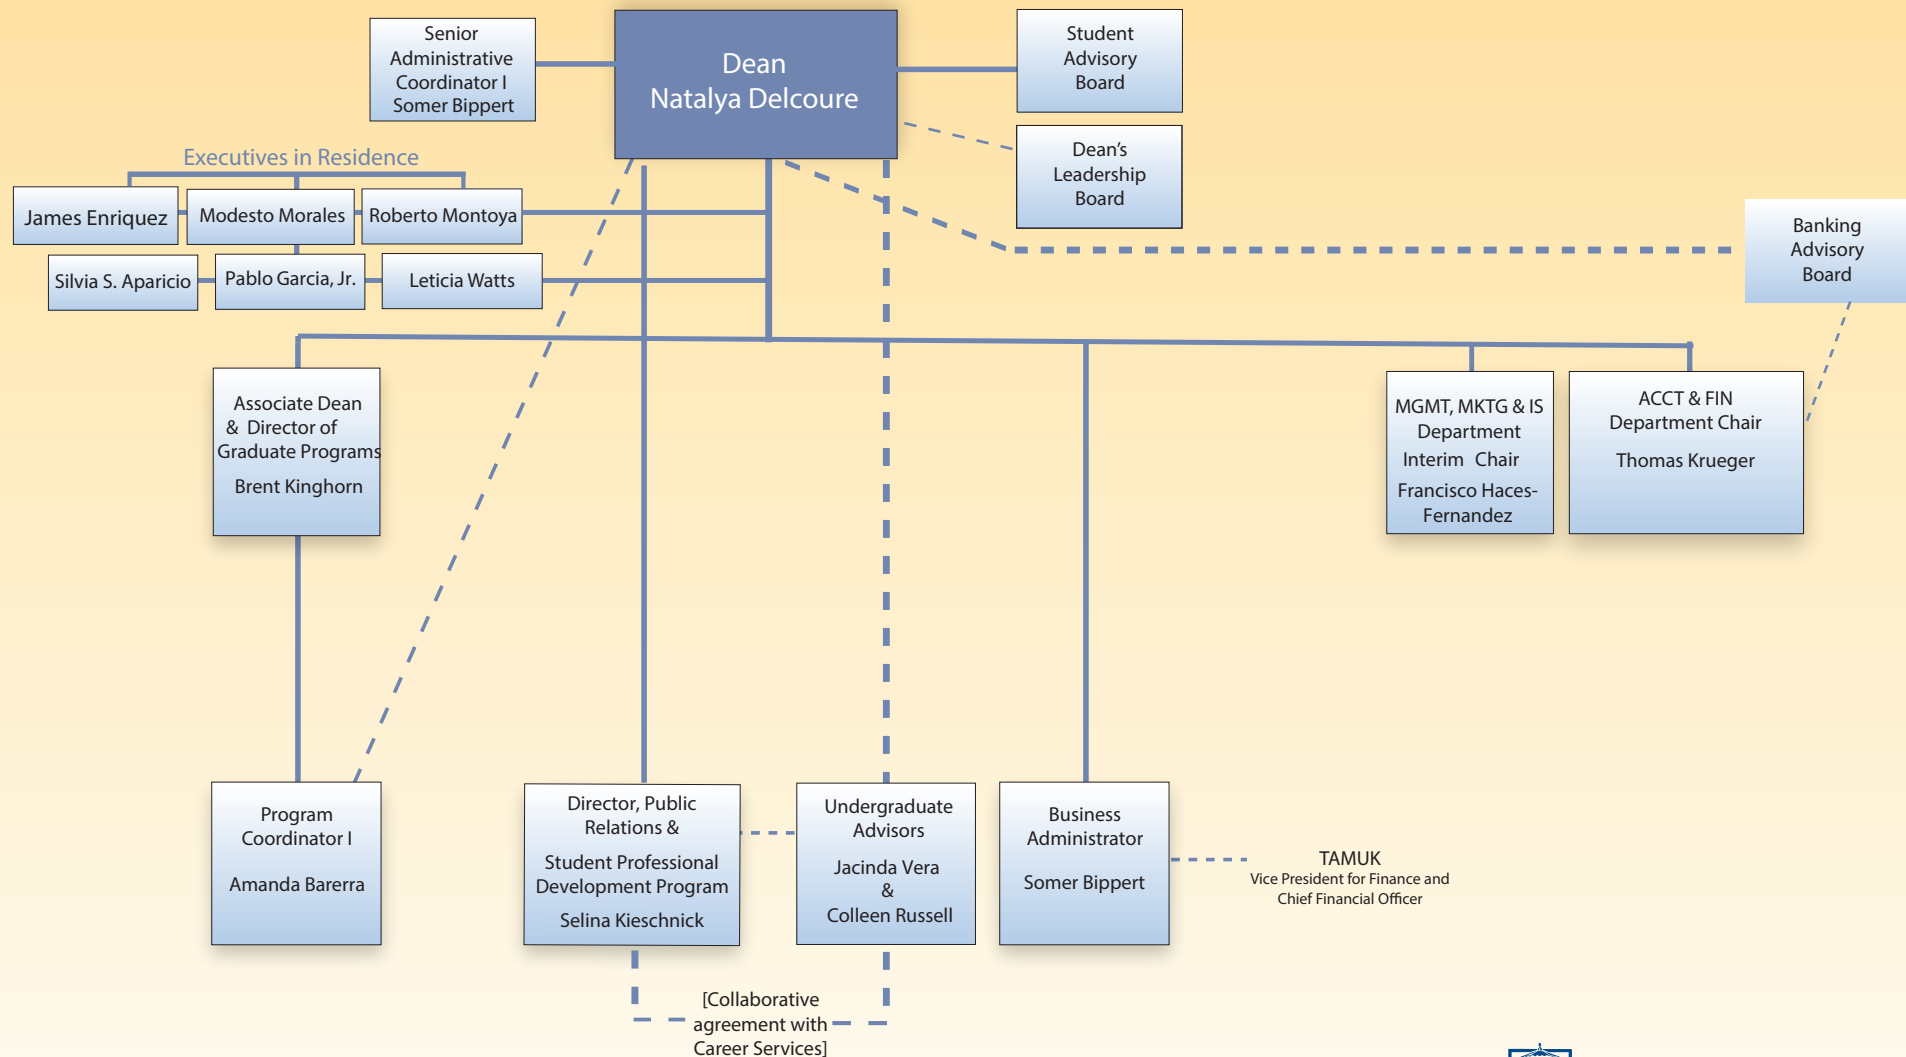 Senior
Administrative
Coordinator I
Somer Bippert
Dean
Natalya Delcoure
Student
Advisory
Board
Dean's
Leadership
Board
Executives in Residence
James Enriquez
Modesto Morales
Roberto Montoya
Silvia S. Aparicio
Pablo Garcia, Jr.
Leticia Watts
Banking
Advisory
Board
Associate Dean
& Director of
Graduate Programs
Brent Kinghorn
MGMT, MKTG & IS
Department
Interim Chair
Francisco Haces-
Fernandez
ACCT & FIN
Department Chair
Thomas Krueger
Program
Coordinator I
Amanda Barerra
Director, Public
Relations &
Student Professional
Development Program
Selina Kieschnick
Undergraduate
Advisors
Jacinda Vera
&
Colleen Russell
Business
Administrator
Somer Bippert
TAMUK
Vice President for Finance and
Chief Financial Officer
[Collaborative
agreement with
Career Services]